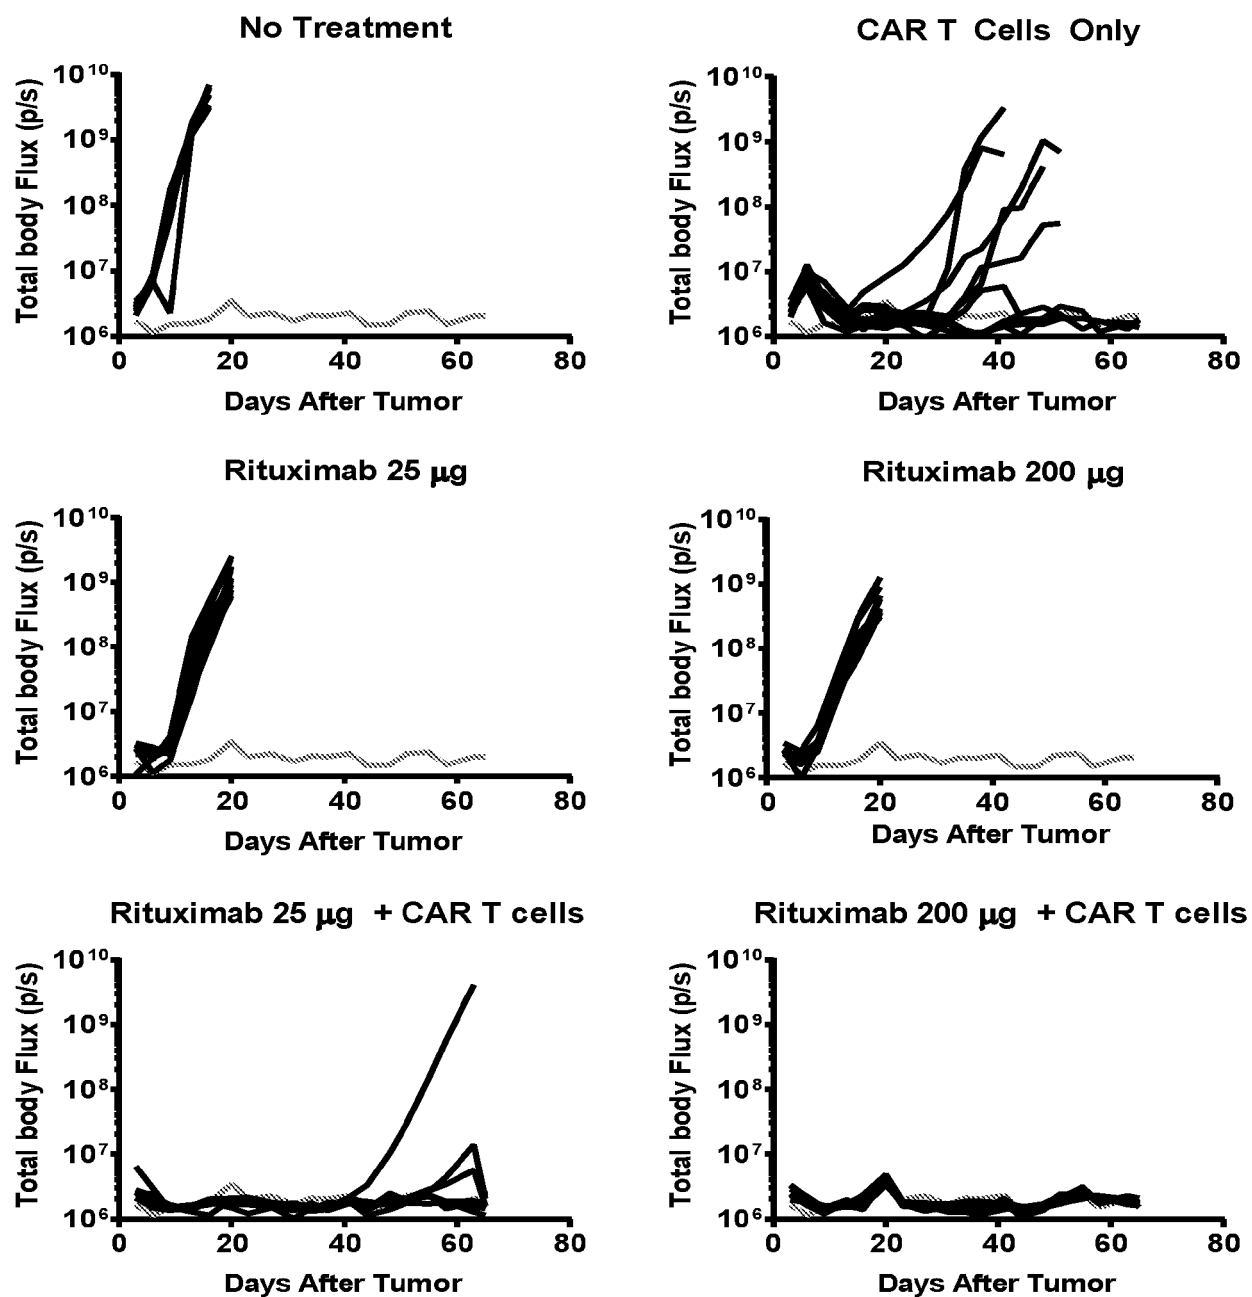 No Treatment
CAR T Cells Only
Total body Flux (p/s)
10¹⁰
10⁹
10⁸
10⁷
10⁶
0 20 40 60 80
Days After Tumor
Total body Flux (p/s)
10¹⁰
10⁹
10⁸
10⁷
10⁶
0 20 40 60 80
Days After Tumor
Rituximab 25 µg
Rituximab 200 µg
Total body Flux (p/s)
10¹⁰
10⁹
10⁸
10⁷
10⁶
0 20 40 60 80
Days After Tumor
Total body Flux (p/s)
10¹⁰
10⁹
10⁸
10⁷
10⁶
0 20 40 60 80
Days After Tumor
Rituximab 25 µg + CAR T cells
Rituximab 200 µg + CAR T cells
Total body Flux (p/s)
10¹⁰
10⁹
10⁸
10⁷
10⁶
0 20 40 60 80
Days After Tumor
Total body Flux (p/s)
10¹⁰
10⁹
10⁸
10⁷
10⁶
0 20 40 60 80
Days After Tumor